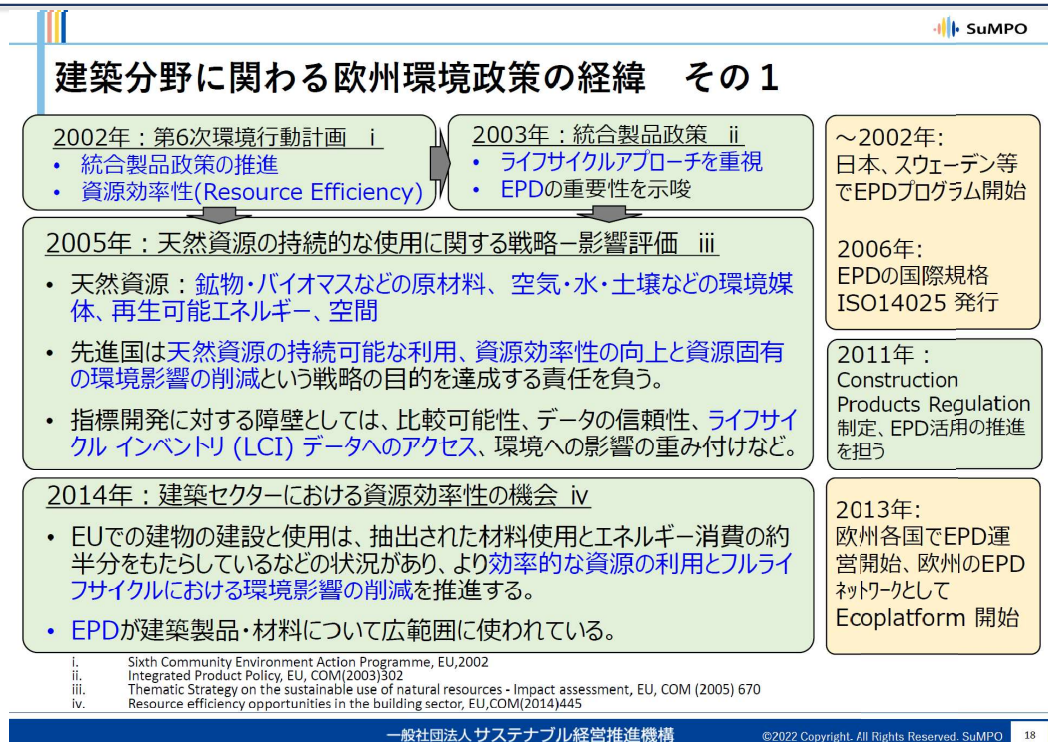 SuMPO
建築分野に関わる欧州環境政策の経緯　その１
2002年：第6次環境行動計画　i
• 統合製品政策の推進
• 資源効率性(Resource Efficiency)
2003年：統合製品政策　ii
• ライフサイクルアプローチを重視
• EPDの重要性を示唆
2005年：天然資源の持続的な使用に関する戦略－影響評価　iii
• 天然資源：鉱物・バイオマスなどの原材料、空気・水・土壌などの環境媒
体、再生可能エネルギー、空間
• 先進国は天然資源の持続可能な利用、資源効率性の向上と資源固有
の環境影響の削減という戦略の目的を達成する責任を負う。
• 指標開発に対する障壁としては、比較可能性、データの信頼性、ライフサイ
クル インベントリ (LCI) データへのアクセス、環境への影響の重み付けなど。
2014年：建築セクターにおける資源効率性の機会 iv
• EUでの建物の建設と使用は、抽出された材料使用とエネルギー消費の約
半分をもたらしているなどの状況があり、より効率的な資源の利用とフルライ
フサイクルにおける環境影響の削減を推進する。
• EPDが建築製品・材料について広範囲に使われている。
～2002年:
日本、スウェーデン等
でEPDプログラム開始
2006年:
EPDの国際規格
ISO14025 発行
2011年：
Construction
Products Regulation
制定、EPD活用の推進
を担う
2013年:
欧州各国でEPD運
営開始、欧州のEPD
ネットワークとして
Ecoplatform 開始
i. Sixth Community Environment Action Programme, EU,2002
ii. Integrated Product Policy, EU, COM(2003)302
iii. Thematic Strategy on the sustainable use of natural resources - Impact assessment, EU, COM (2005) 670
iv. Resource efficiency opportunities in the building sector, EU,COM(2014)445
一般社団法人 サステナブル経営推進機構
©2022 Copyright. All Rights Reserved. SuMPO 18